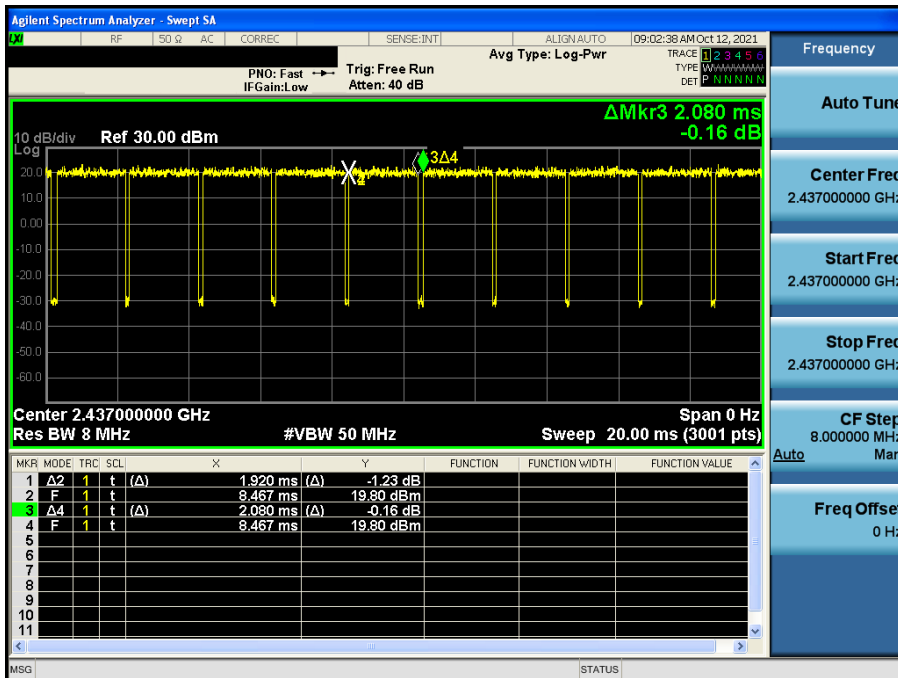 Agilent Spectrum Analyzer - Swept SA
LXI RF 50 Ω AC CORREC SENSE:INT ALIGN AUTO 09:02:38 AM Oct 12, 2021
Avg Type: Log-Pwr TRACE 1 2 3 4 5 6
PNO: Fast Trig: Free Run TYPE WWWWWW
IFGain:Low Atten: 40 dB DET P N N N N N
ΔMkr3 2.080 ms
-0.16 dB
10 dB/div Ref 30.00 dBm
Log
3Δ4
20.0
10.0
0.00
-10.0
-20.0
-30.0
-40.0
-50.0
-60.0
Center 2.437000000 GHz Span 0 Hz
Res BW 8 MHz #VBW 50 MHz Sweep 20.00 ms (3001 pts)
MKR MODE TRC SCL X Y FUNCTION FUNCTION WIDTH FUNCTION VALUE
1 Δ2 1 t (Δ) 1.920 ms (Δ) -1.23 dB
2 F 1 t 8.467 ms 19.80 dBm
3 Δ4 1 t (Δ) 2.080 ms (Δ) -0.16 dB
4 F 1 t 8.467 ms 19.80 dBm
5
6
7
8
9
10
11
MSG STATUS
Frequency
Auto Tune
Center Freq
2.437000000 GHz
Start Freq
2.437000000 GHz
Stop Freq
2.437000000 GHz
CF Step
8.000000 MHz
Auto Man
Freq Offset
0 Hz